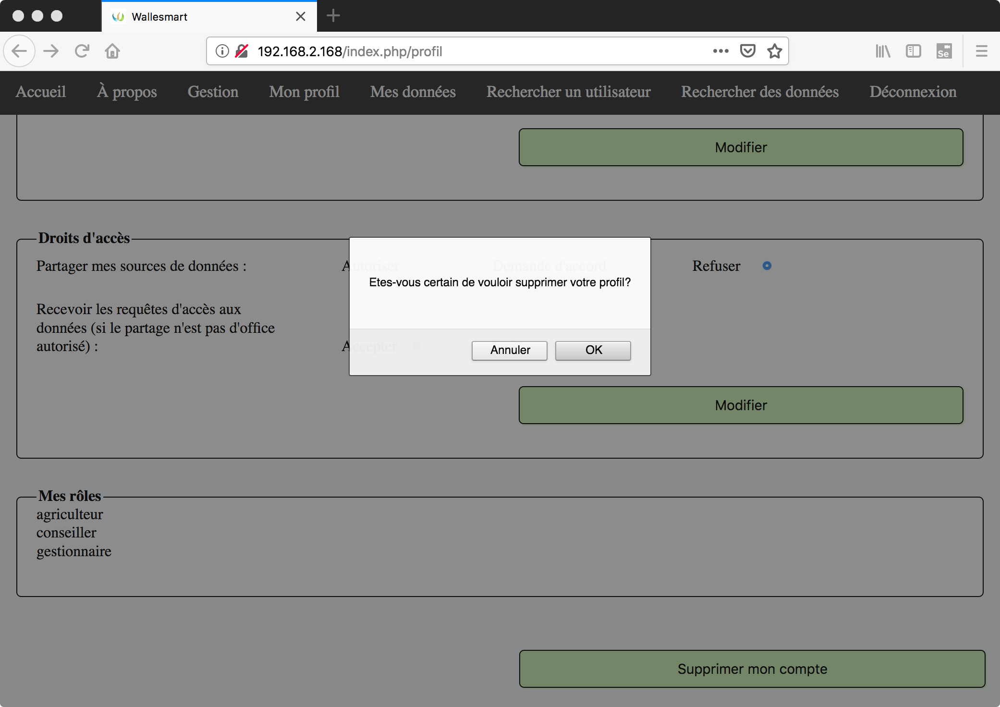 Wallesmart
192.168.2.168/index.php/profil
Se
Accueil À propos Gestion Mon profil Mes données Rechercher un utilisateur Rechercher des données Déconnexion
Modifier
Droits d'accès
Partager mes sources de données : Autoriser Demande d'accord Refuser
Etes-vous certain de vouloir supprimer votre profil?
Recevoir les requêtes d'accès aux
données (si le partage n'est pas d'office
autorisé) : Accepter
Annuler OK
Modifier
Mes rôles
agriculteur
conseiller
gestionnaire
Supprimer mon compte